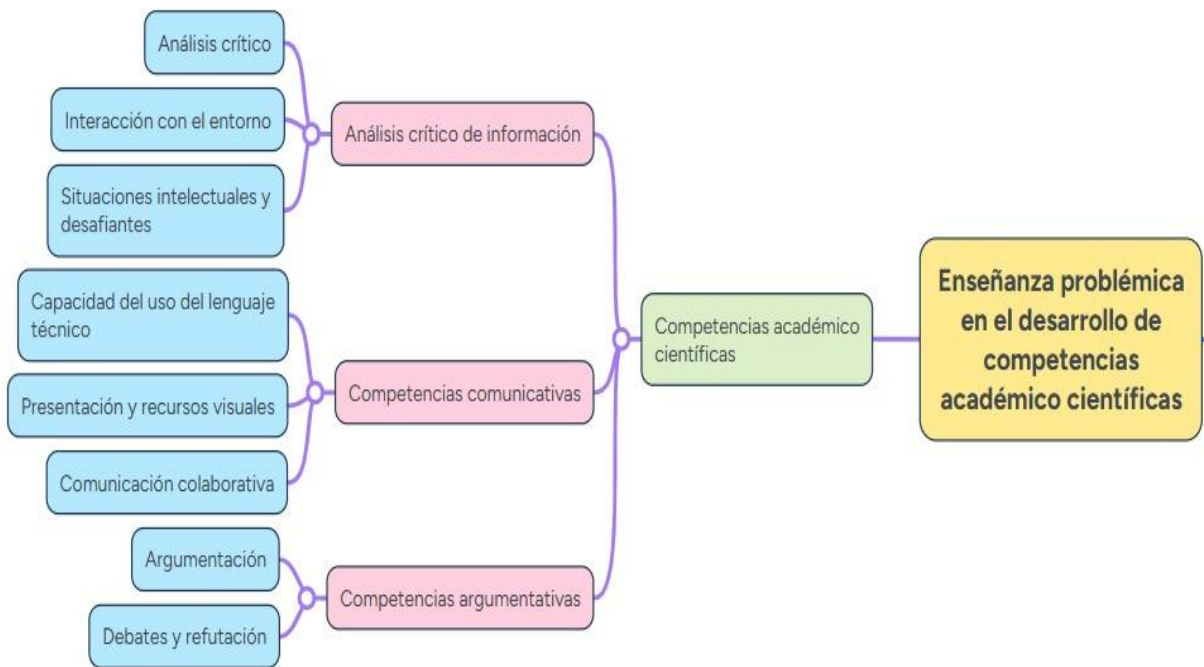 Análisis crítico
Interacción con el entorno
Situaciones intelectuales y
desafiantes
Análisis crítico de información
Capacidad del uso del lenguaje
técnico
Presentación y recursos visuales
Comunicación colaborativa
Competencias comunicativas
Argumentación
Debates y refutación
Competencias argumentativas
Competencias académico
científicas
Enseñanza problémica
en el desarrollo de
competencias
académico científicas